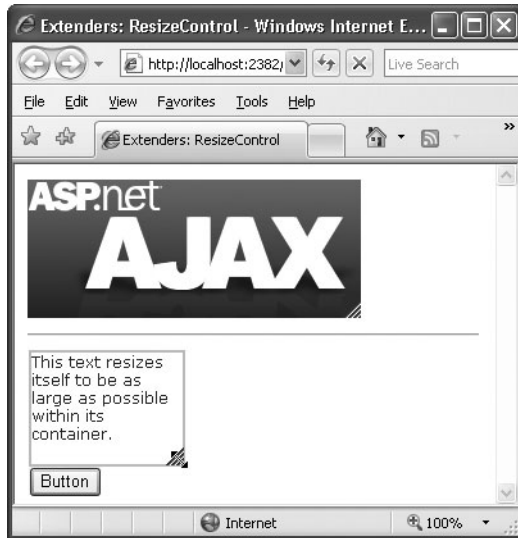 Extenders: ResizeControl - Windows Internet E...
http://localhost:2382/
Live Search
File Edit View Favorites Tools Help
Extenders: ResizeControl
ASP.net
AJAX
This text resizes
itself to be as
large as possible
within its
container.
Button
Internet
100%